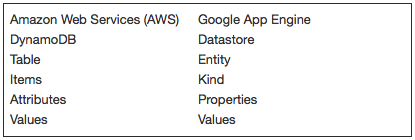 Amazon Web Services (AWS) Google App Engine
DynamoDB Datastore
Table Entity
Items Kind
Attributes Properties
Values Values